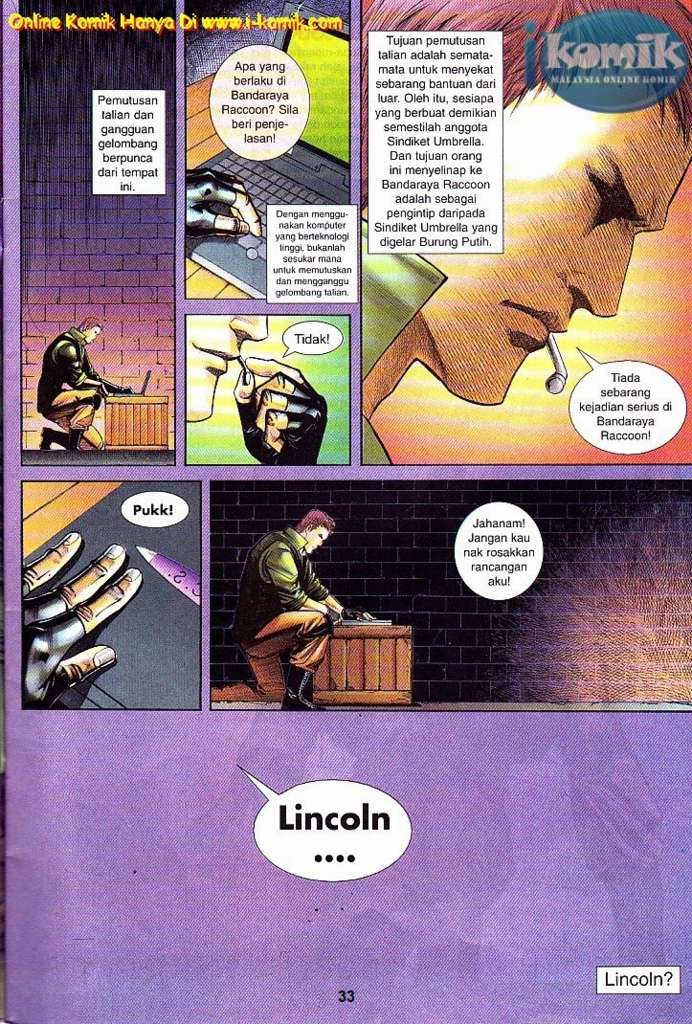 Online Komik Hanya Di www.i-komik.com
ikomik
MALAYSIA ONLINE KOMIK
Pemutusan
talian dan
gangguan
gelombang
berpunca
dari tempat
ini.
Apa yang
berlaku di
Bandaraya
Raccoon? Sila
beri penje-
lasan!
Dengan menggu-
nakan komputer
yang berteknologi
tinggi, bukanlah
sesukar mana
untuk memutuskan
dan mengganggu
gelombang talian.
Tidak!
Tujuan pemutusan
talian adalah semata-
mata untuk menyekat
sebarang bantuan dari
luar. Oleh itu, sesiapa
yang berbuat demikian
semestilah anggota
Sindiket Umbrella.
Dan tujuan orang
ini menyelinap ke
Bandaraya Raccoon
adalah sebagai
pengintip daripada
Sindiket Umbrella yang
digelar Burung Putih.
Tiada
sebarang
kejadian serius di
Bandaraya
Raccoon!
Pukk!
Jahanam!
Jangan kau
nak rosakkan
rancangan
aku!
Lincoln
....
Lincoln?
33